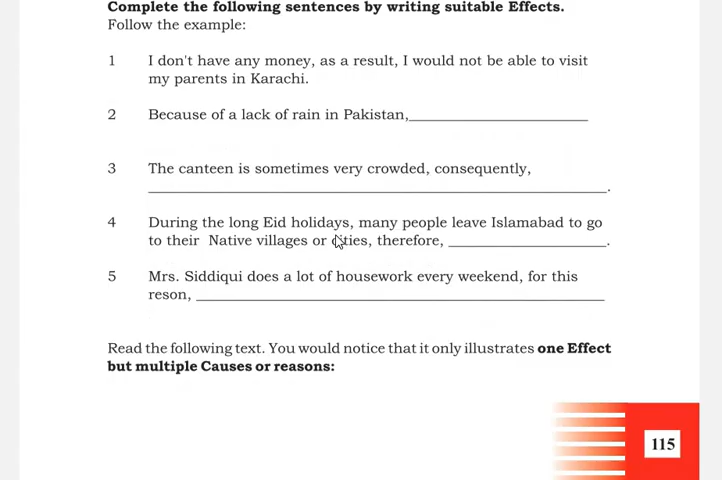 Complete the following sentences by writing suitable Effects.
Follow the example:
1 I don't have any money, as a result, I would not be able to visit
my parents in Karachi.
2 Because of a lack of rain in Pakistan,____________________
3 The canteen is sometimes very crowded, consequently,
____________________.
4 During the long Eid holidays, many people leave Islamabad to go
to their Native villages or cities, therefore, ____________________.
5 Mrs. Siddiqui does a lot of housework every weekend, for this
reson, ____________________
Read the following text. You would notice that it only illustrates one Effect
but multiple Causes or reasons:
115